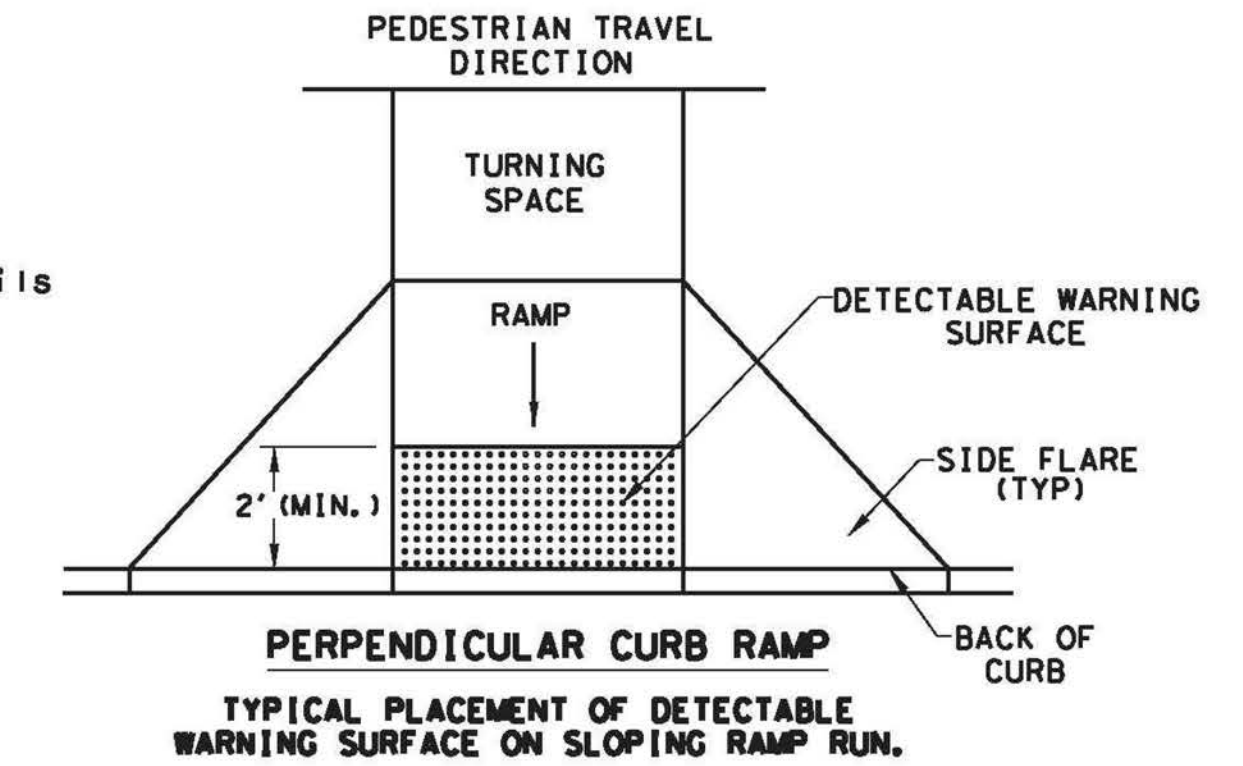 PEDESTRIAN TRAVEL
DIRECTION
TURNING
SPACE
ils
RAMP
DETECTABLE WARNING
SURFACE
2' (MIN.)
SIDE FLARE
(TYP)
BACK OF
CURB
PERPENDICULAR CURB RAMP
TYPICAL PLACEMENT OF DETECTABLE
WARNING SURFACE ON SLOPING RAMP RUN.